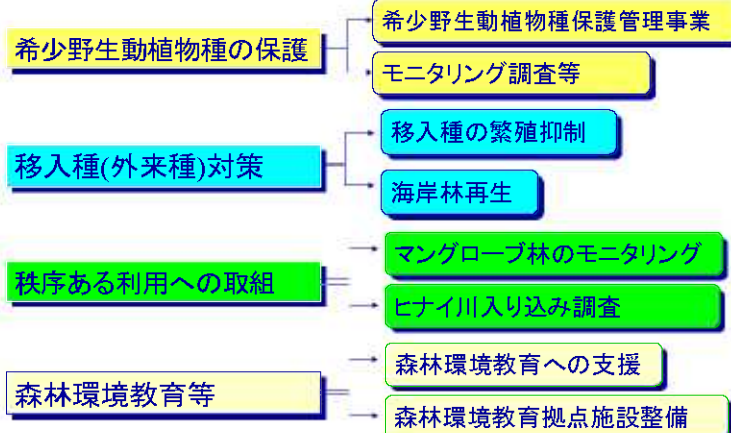 希少野生動植物種の保護
希少野生動植物種保護管理事業
モニタリング調査等
移入種(外来種)対策
移入種の繁殖抑制
海岸林再生
秩序ある利用への取組
マングローブ林のモニタリング
ヒナイ川入り込み調査
森林環境教育等
森林環境教育への支援
森林環境教育拠点施設整備